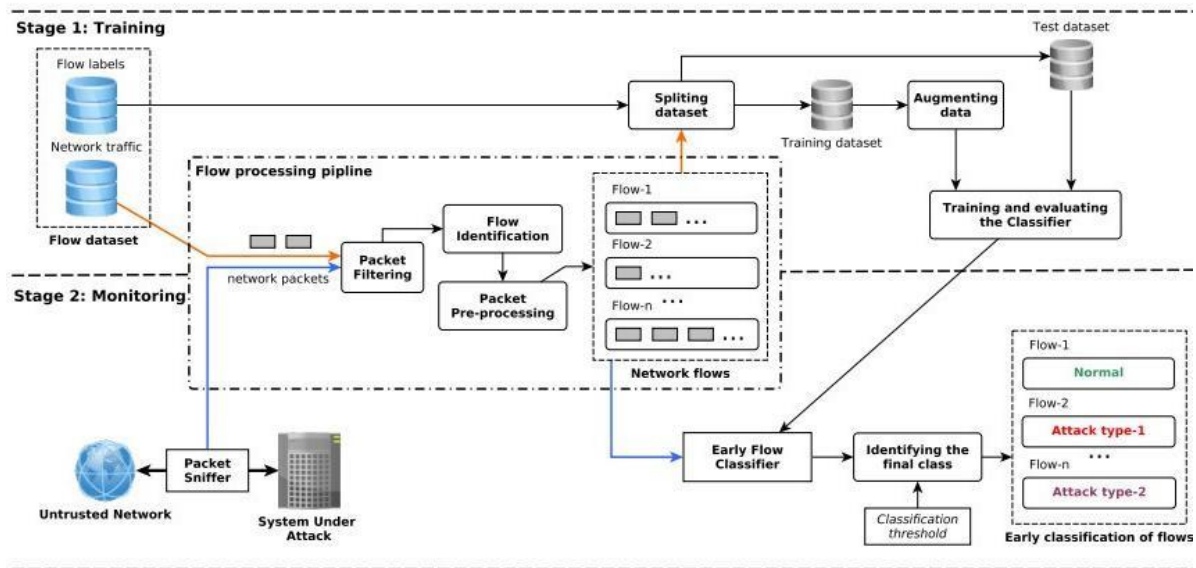 Stage 1: Training
Flow labels
Network traffic
Flow dataset
Spliting
dataset
Training dataset
Augmenting
data
Test dataset
Training and evaluating
the Classifier
Flow processing pipline
network packets
Packet
Filtering
Flow
Identification
Packet
Pre-processing
Flow-1
...
Flow-2
...
...
Flow-n
...
Network flows
Stage 2: Monitoring
Untrusted Network
Packet
Sniffer
System Under
Attack
Early Flow
Classifier
Identifying the
final class
Classification
threshold
Flow-1
Normal
Flow-2
Attack type-1
...
Flow-n
Attack type-2
Early classification of flows